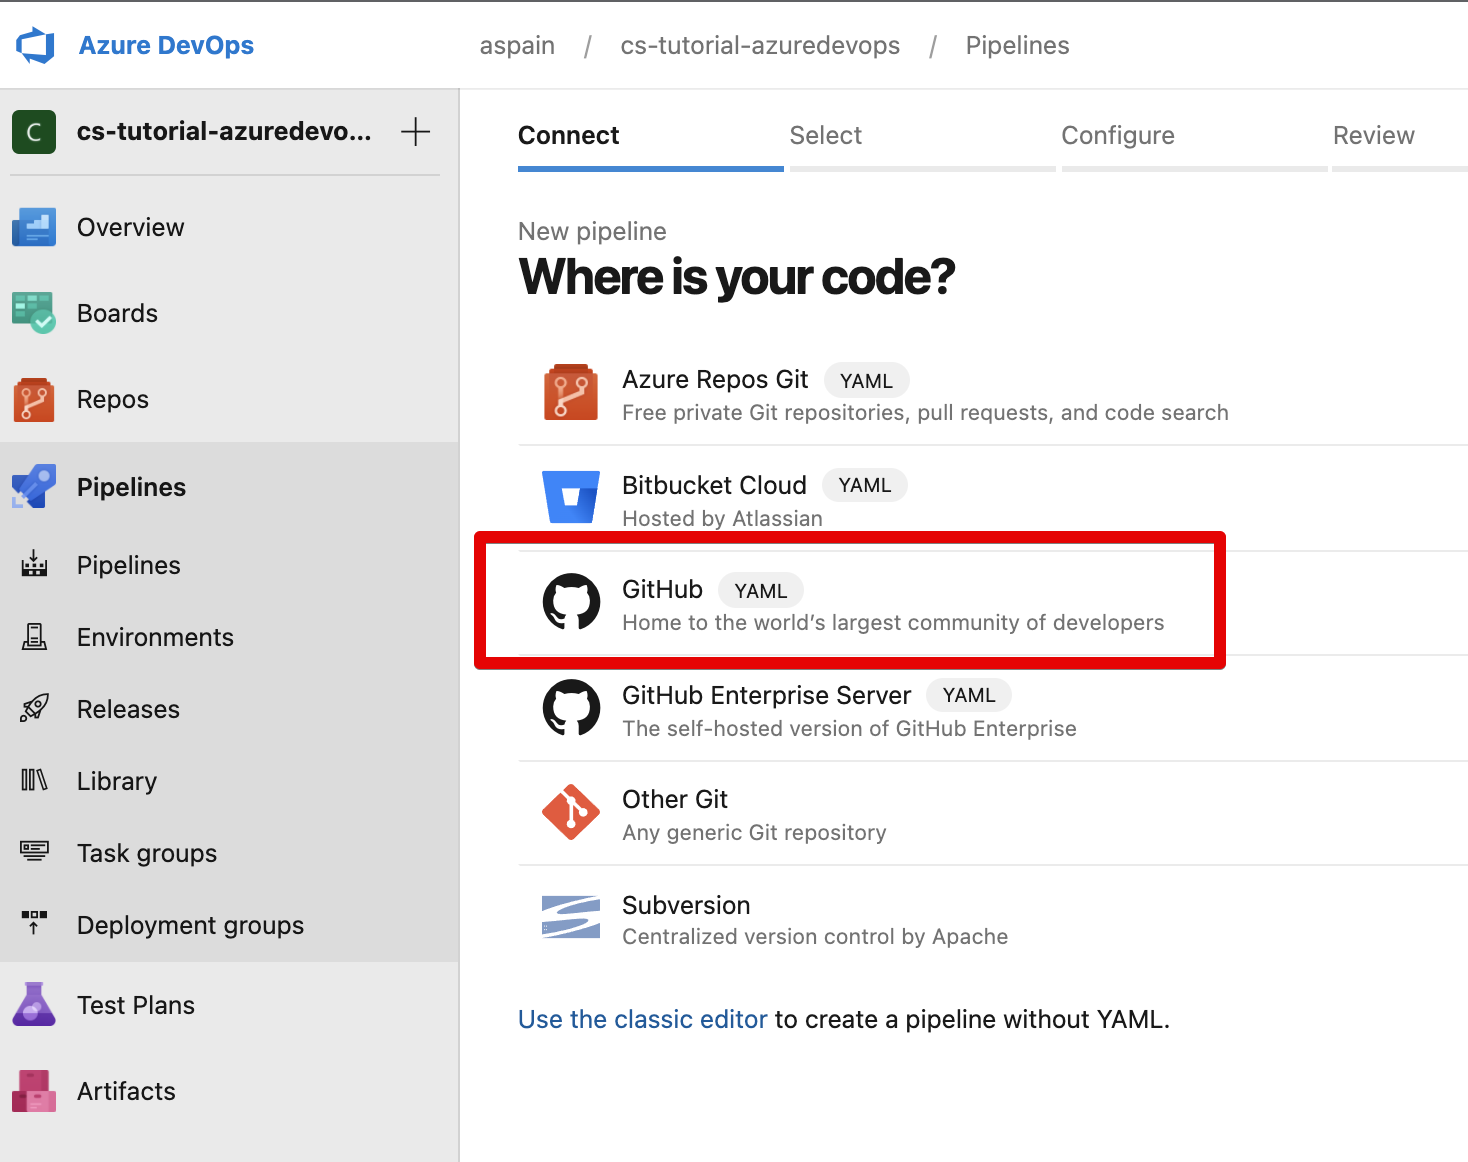 Azure DevOps
aspain / cs-tutorial-azuredevops / Pipelines
C
cs-tutorial-azuredevo...
Overview
Boards
Repos
Pipelines
Pipelines
Environments
Releases
Library
Task groups
Deployment groups
Test Plans
Artifacts
Connect
Select
Configure
Review
New pipeline
Where is your code?
Azure Repos Git YAML
Free private Git repositories, pull requests, and code search
Bitbucket Cloud YAML
Hosted by Atlassian
GitHub YAML
Home to the world’s largest community of developers
GitHub Enterprise Server YAML
The self-hosted version of GitHub Enterprise
Other Git
Any generic Git repository
Subversion
Centralized version control by Apache
Use the classic editor to create a pipeline without YAML.